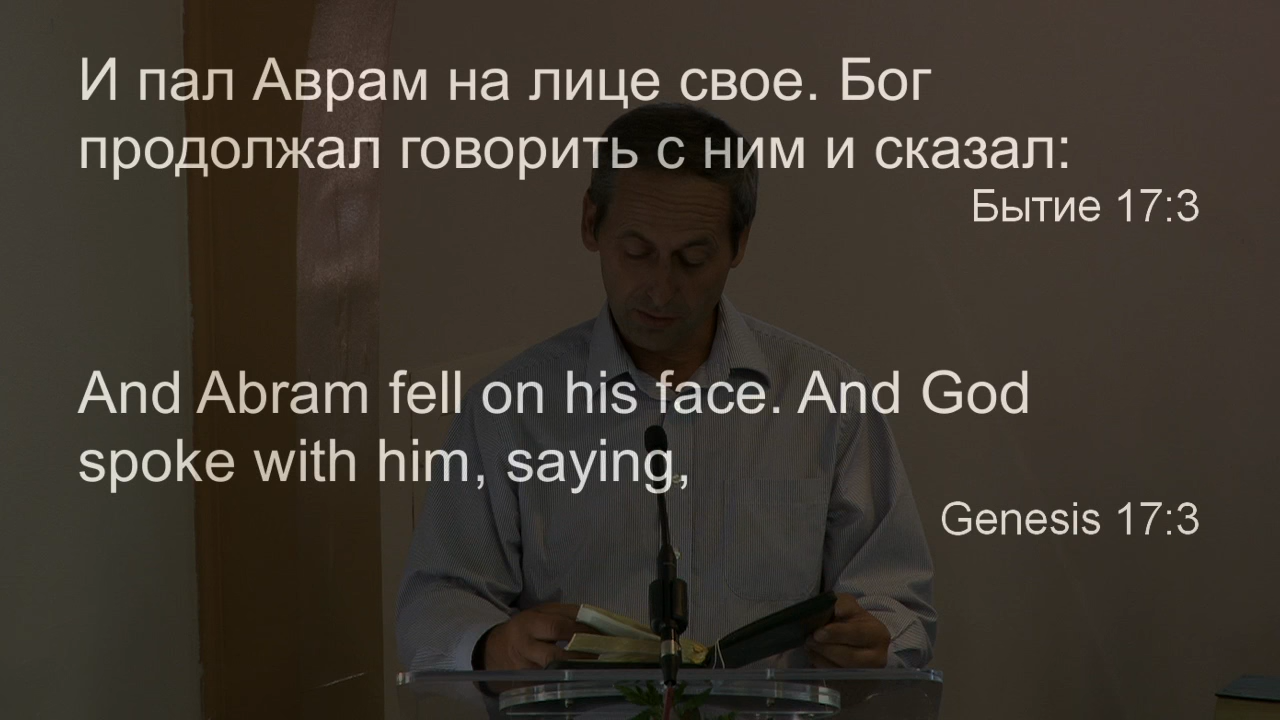 И пал Аврам на лице свое. Бог
продолжал говорить с ним и сказал:
Бытие 17:3
And Abram fell on his face. And God
spoke with him, saying,
Genesis 17:3